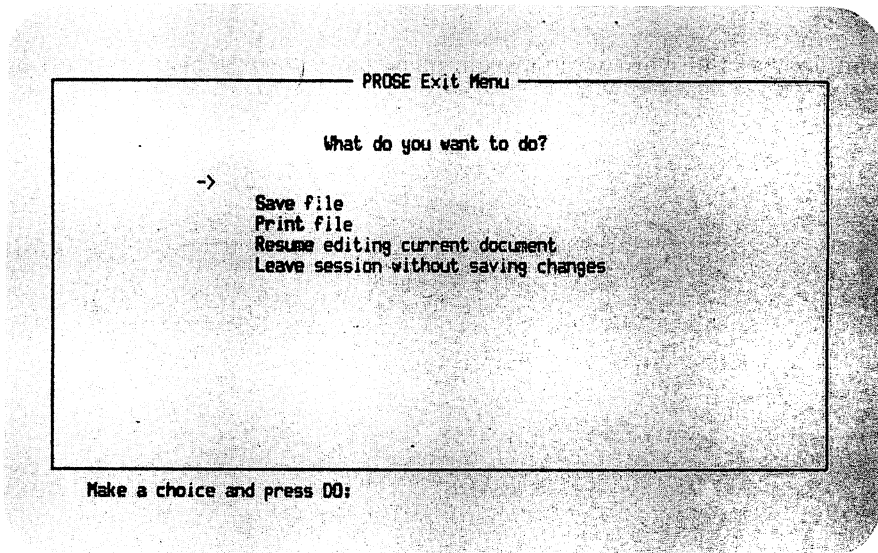 PROSE Exit Menu
What do you want to do?
->
Save file
Print file
Resume editing current document
Leave session without saving changes
Make a choice and press DO: